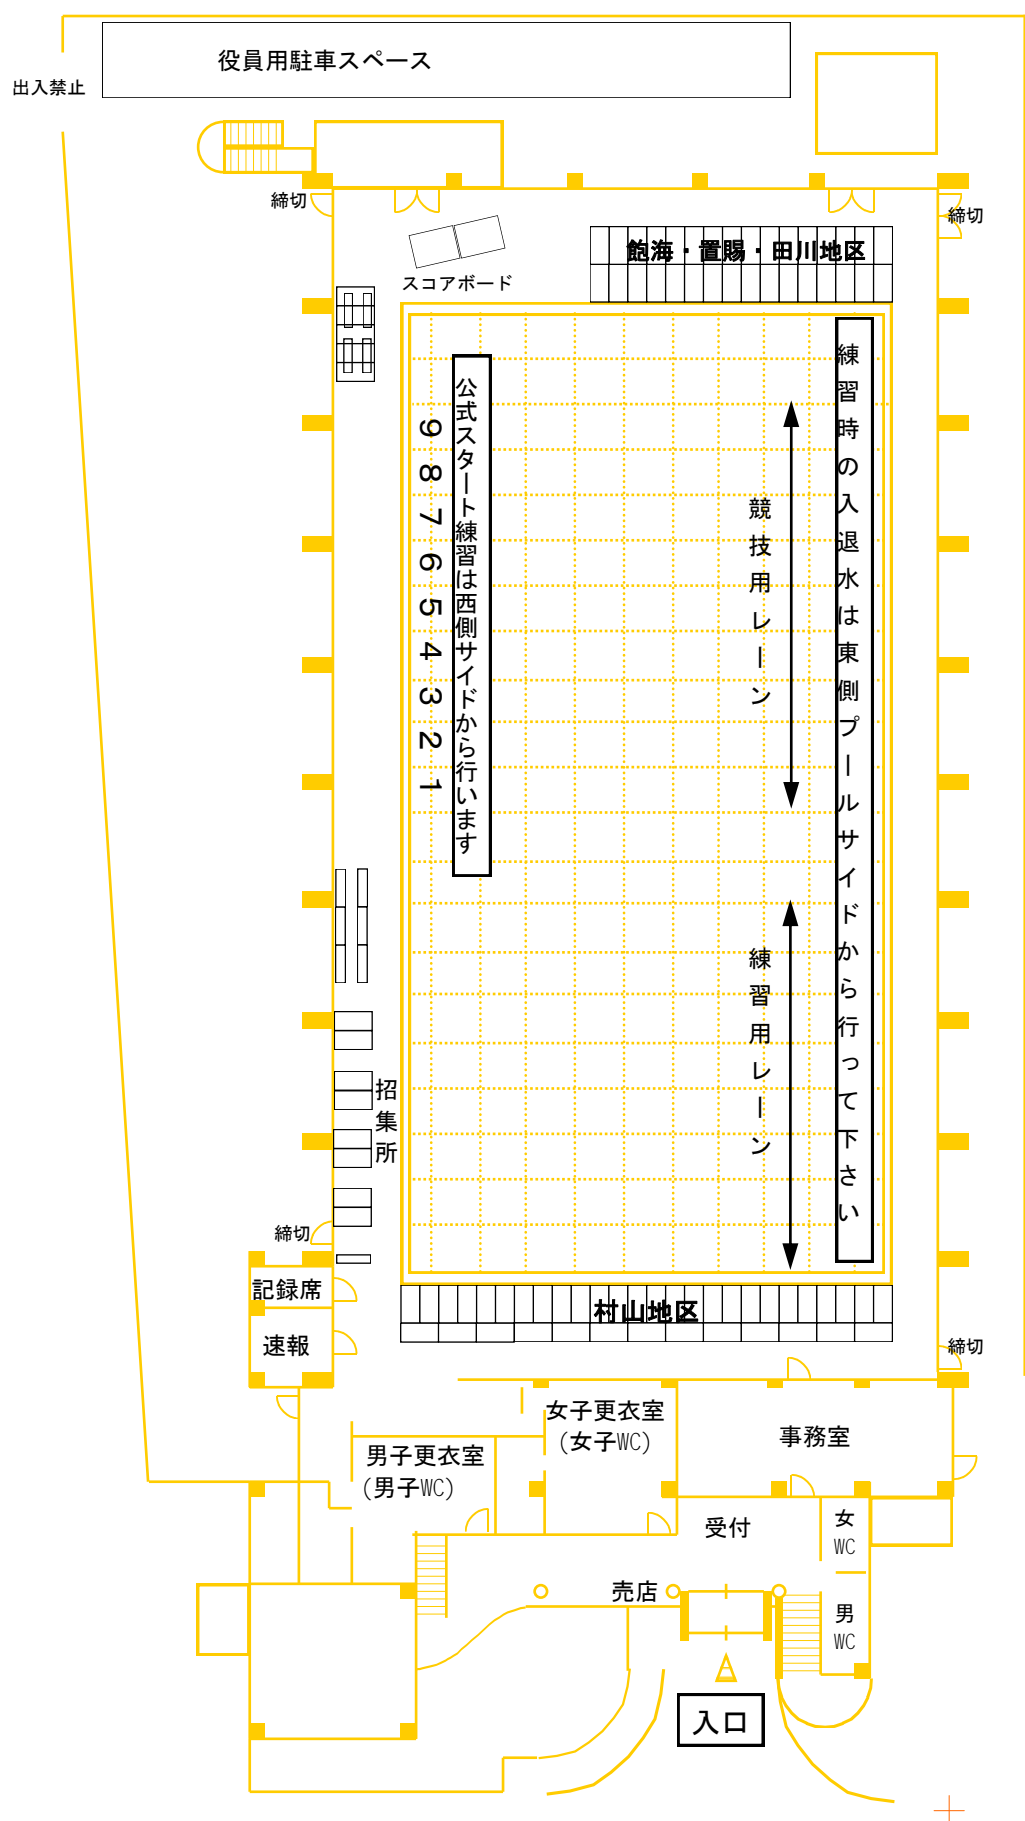 役員用駐車スペース
出入禁止
締切
締切
飽海・置賜・田川地区
スコアボード
練習時の入退水は東側プールサイドから行って下さい
公式スタート練習は西側サイドから行います
9 8 7 6 5 4 3 2 1
競技用レーン
練習用レーン
招集所
締切
記録席
村山地区
速報
締切
女子更衣室
(女子WC)
事務室
男子更衣室
(男子WC)
受付
女
WC
売店
男
WC
入口